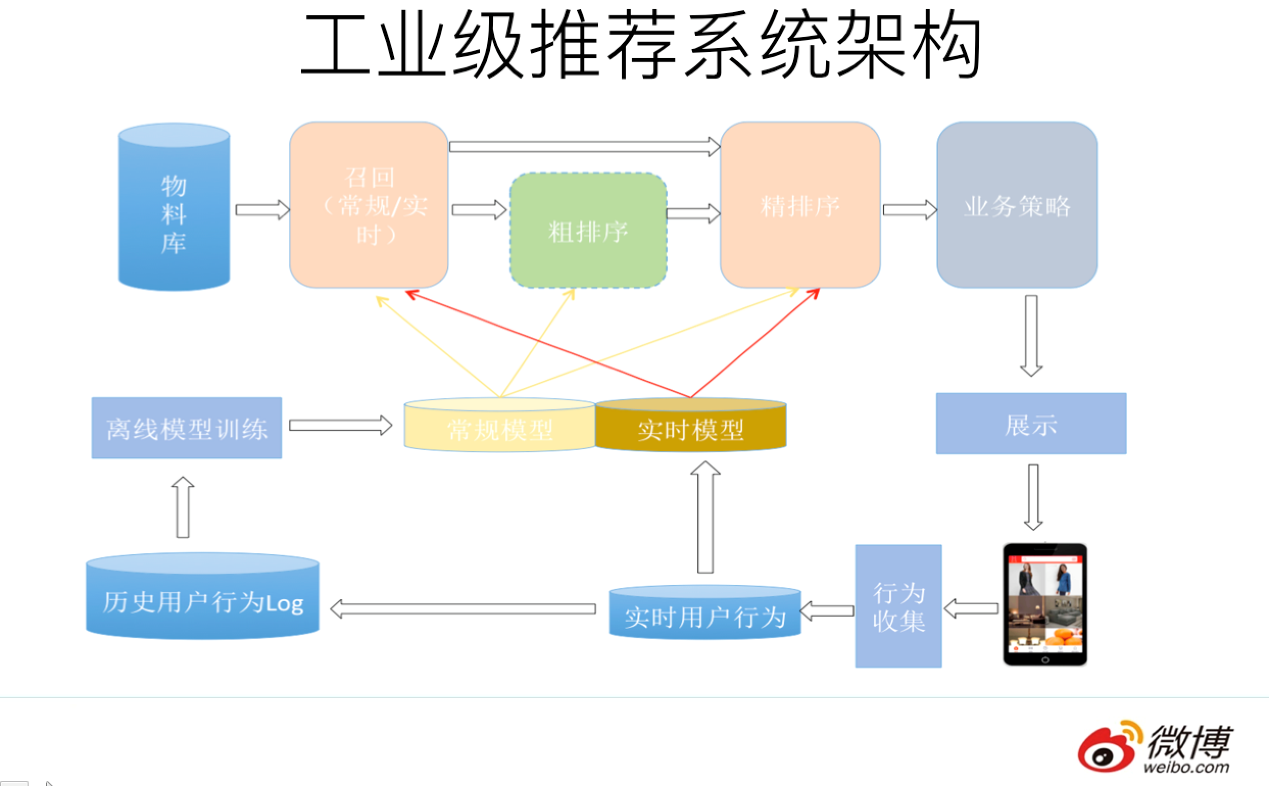 工业级推荐系统架构
物
料
库
召回
（常规/实
时）
粗排序
精排序
业务策略
离线模型训练
常规模型
实时模型
展示
历史用户行为Log
实时用户行为
行为
收集
微博
weibo.com